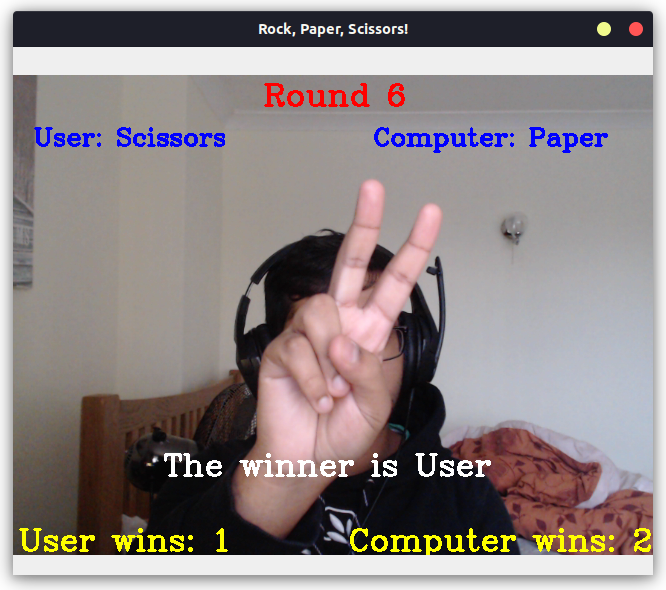 Rock, Paper, Scissors!
Round 6
User: Scissors
Computer: Paper
The winner is User
User wins: 1
Computer wins: 2